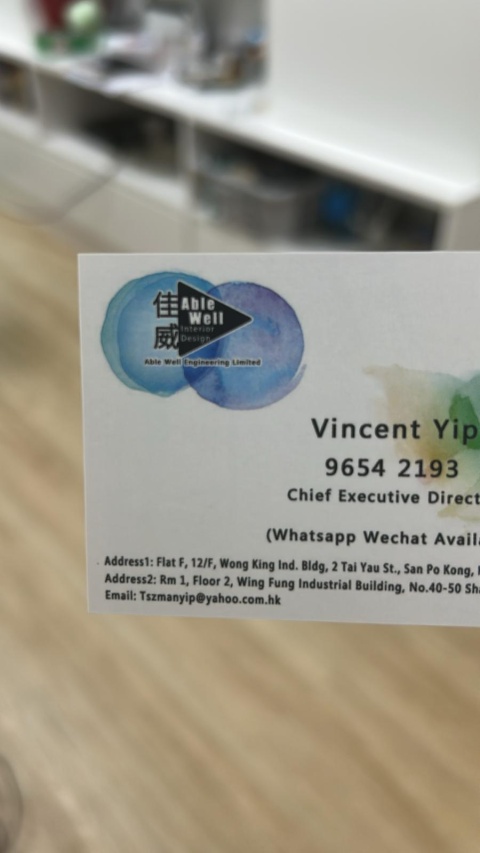 佳威
Able
Well
Interior
Design
Able Well Engineering Limited
Vincent Yip
9654 2193
Chief Executive Direct
(Whatsapp Wechat Avail
Address1: Flat F, 12/F, Wong King Ind. Bldg, 2 Tai Yau St., San Po Kong,
Address2: Rm 1, Floor 2, Wing Fung Industrial Building, No.40-50 Sh
Email: Tszmanyip@yahoo.com.hk